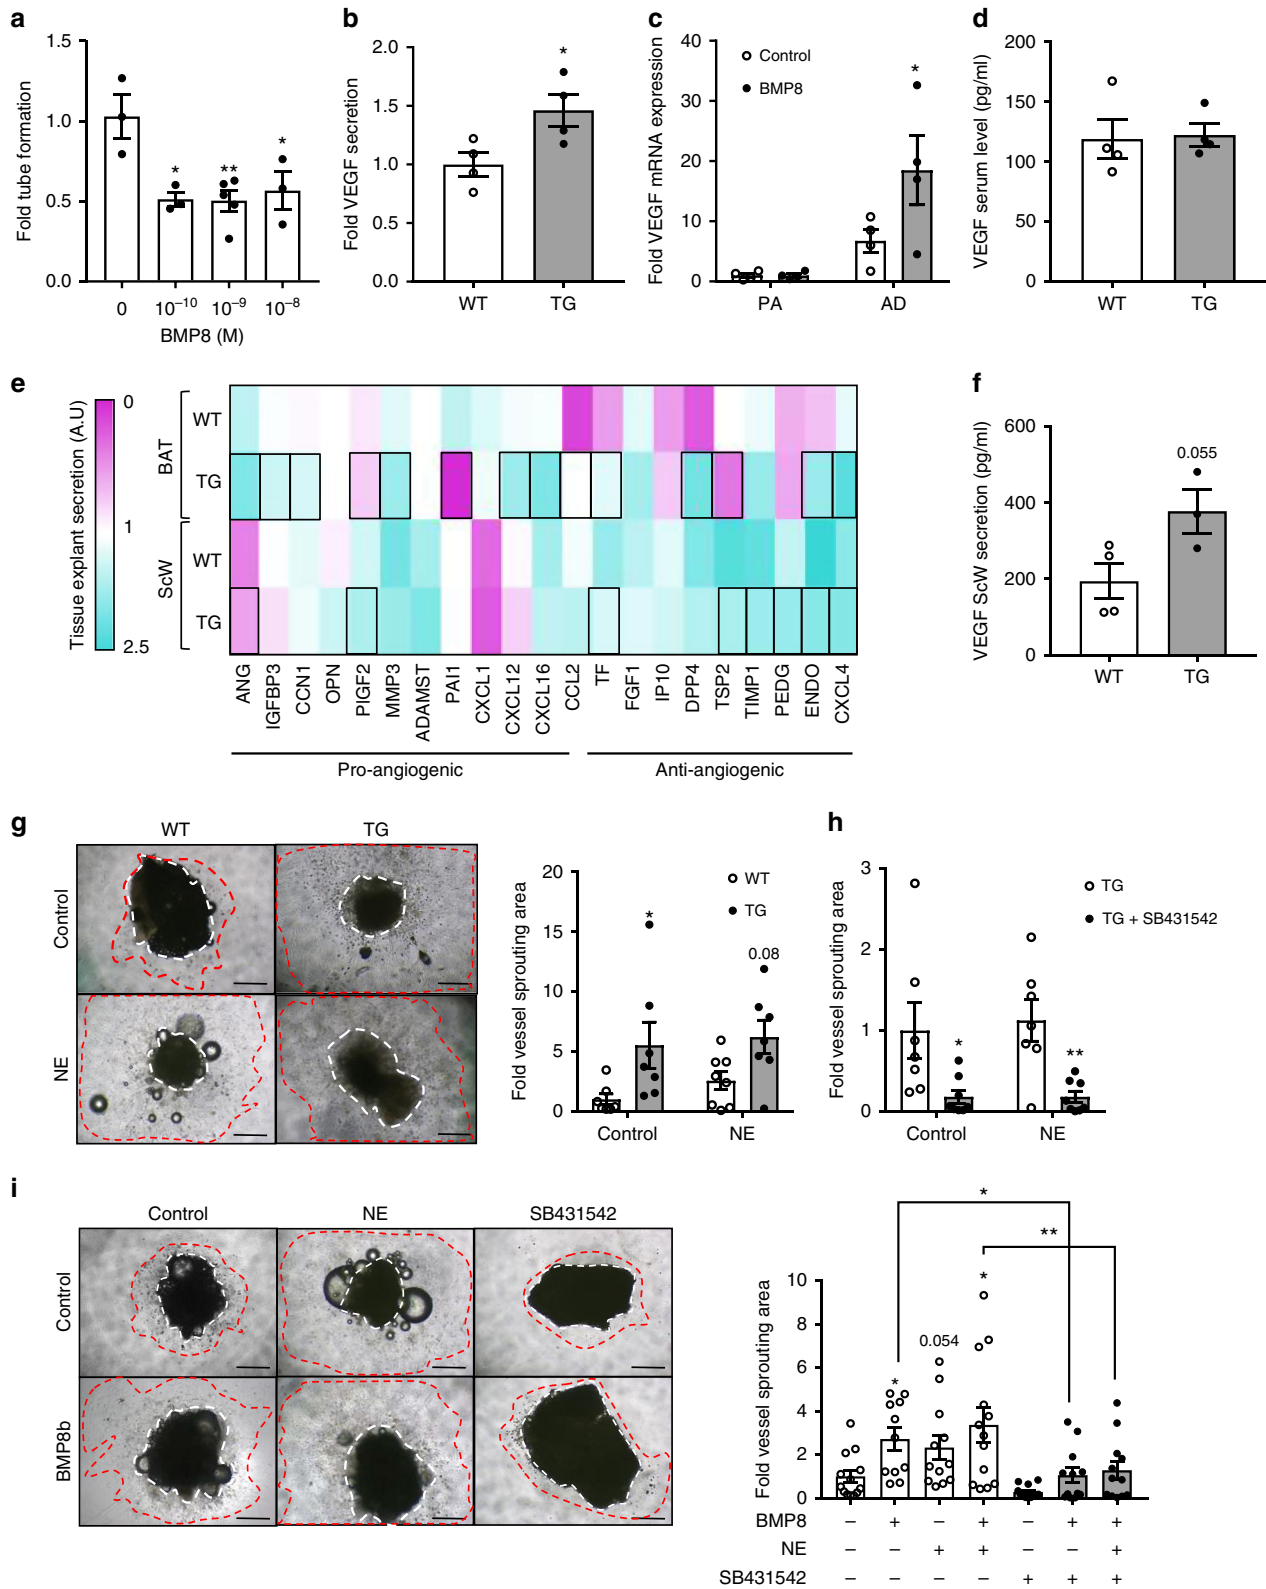 a
Fold tube formation
1.5
1.0
0.5
0.0
*
**
*
0
10⁻¹⁰
10⁻⁹
10⁻⁸
BMP8 (M)
b
Fold VEGF secretion
2.0
1.5
1.0
0.5
0.0
*
WT
TG
c
Fold VEGF mRNA expression
40
30
20
10
0
Control
BMP8
*
PA
AD
d
VEGF serum level (pg/ml)
200
150
100
50
0
WT
TG
e
Tissue explant secretion (A.U)
0
1
2.5
BAT
WT
TG
ScW
WT
TG
ANG
IGFBP3
CCN1
OPN
PIGF2
MMP3
ADAMST
PAI1
CXCL1
CXCL12
CXCL16
CCL2
TF
FGF1
IP10
DPP4
TSP2
TIMP1
PEDG
ENDO
CXCL4
Pro-angiogenic
Anti-angiogenic
f
VEGF ScW secretion (pg/ml)
600
400
200
0
0.055
WT
TG
g
WT
TG
Control
NE
Fold vessel sprouting area
20
15
10
5
0
WT
TG
*
0.08
Control
NE
h
Fold vessel sprouting area
3
2
1
0
TG
TG + SB431542
*
**
Control
NE
i
Control
NE
SB431542
Control
BMP8b
Fold vessel sprouting area
10
8
6
4
2
0
*
**
*
0.054
*
BMP8 – + – + – + +
NE – – + + – – +
SB431542 – – – – + + +